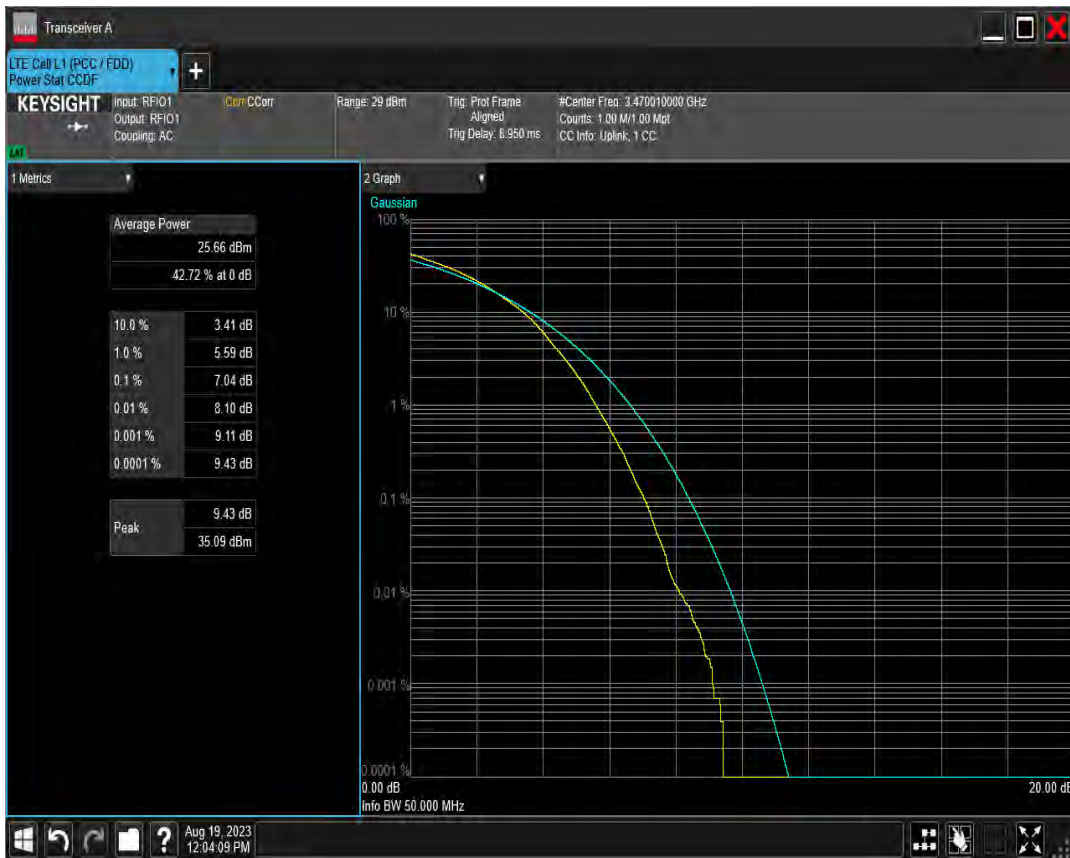 Transceiver A
LTE Cell L1 (PCC / FDD)
Power Stat CCDF
+
KEYSIGHT
Input: RFIO1
Output: RFIO1
Coupling: AC
Corr CCorr
Range: 29 dBm
Trig: Prot Frame
Aligned
Trig Delay: 8.950 ms
#Center Freq: 3.470010000 GHz
Counts: 1.00 M/1.00 Mpt
CC Info: Uplink, 1 CC
1 Metrics
Average Power
25.66 dBm
42.72 % at 0 dB
10.0 % 3.41 dB
1.0 % 5.59 dB
0.1 % 7.04 dB
0.01 % 8.10 dB
0.001 % 9.11 dB
0.0001 % 9.43 dB
Peak
9.43 dB
35.09 dBm
2 Graph
Gaussian
100 %
10 %
1 %
0.1 %
0.01 %
0.001 %
0.0001 %
0.00 dB
20.00 dB
Info BW 50.000 MHz
?
Aug 19, 2023
12:04:09 PM